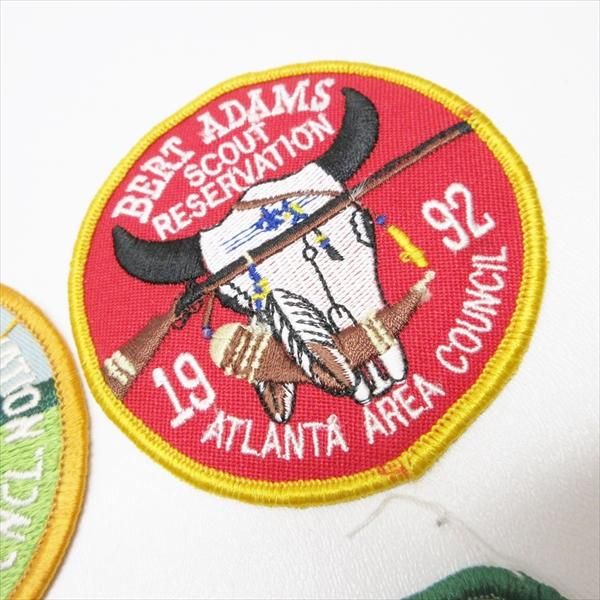 BERT ADAMS
SCOUT
RESERVATION
19 92
ATLANTA AREA COUNCIL